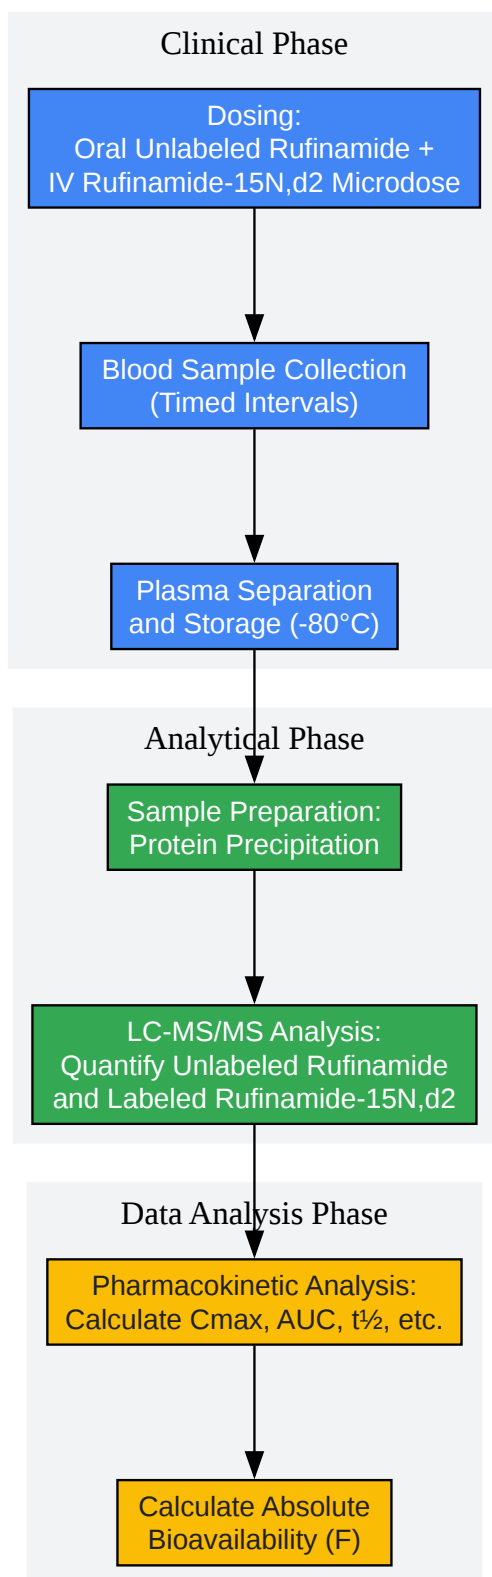 Clinical Phase
Dosing:
Oral Unlabeled Rufinamide +
IV Rufinamide-15N,d2 Microdose
Blood Sample Collection
(Timed Intervals)
Plasma Separation
and Storage (-80°C)
Analytical Phase
Sample Preparation:
Protein Precipitation
LC-MS/MS Analysis:
Quantify Unlabeled Rufinamide
and Labeled Rufinamide-15N,d2
Data Analysis Phase
Pharmacokinetic Analysis:
Calculate Cmax, AUC, t½, etc.
Calculate Absolute
Bioavailability (F)